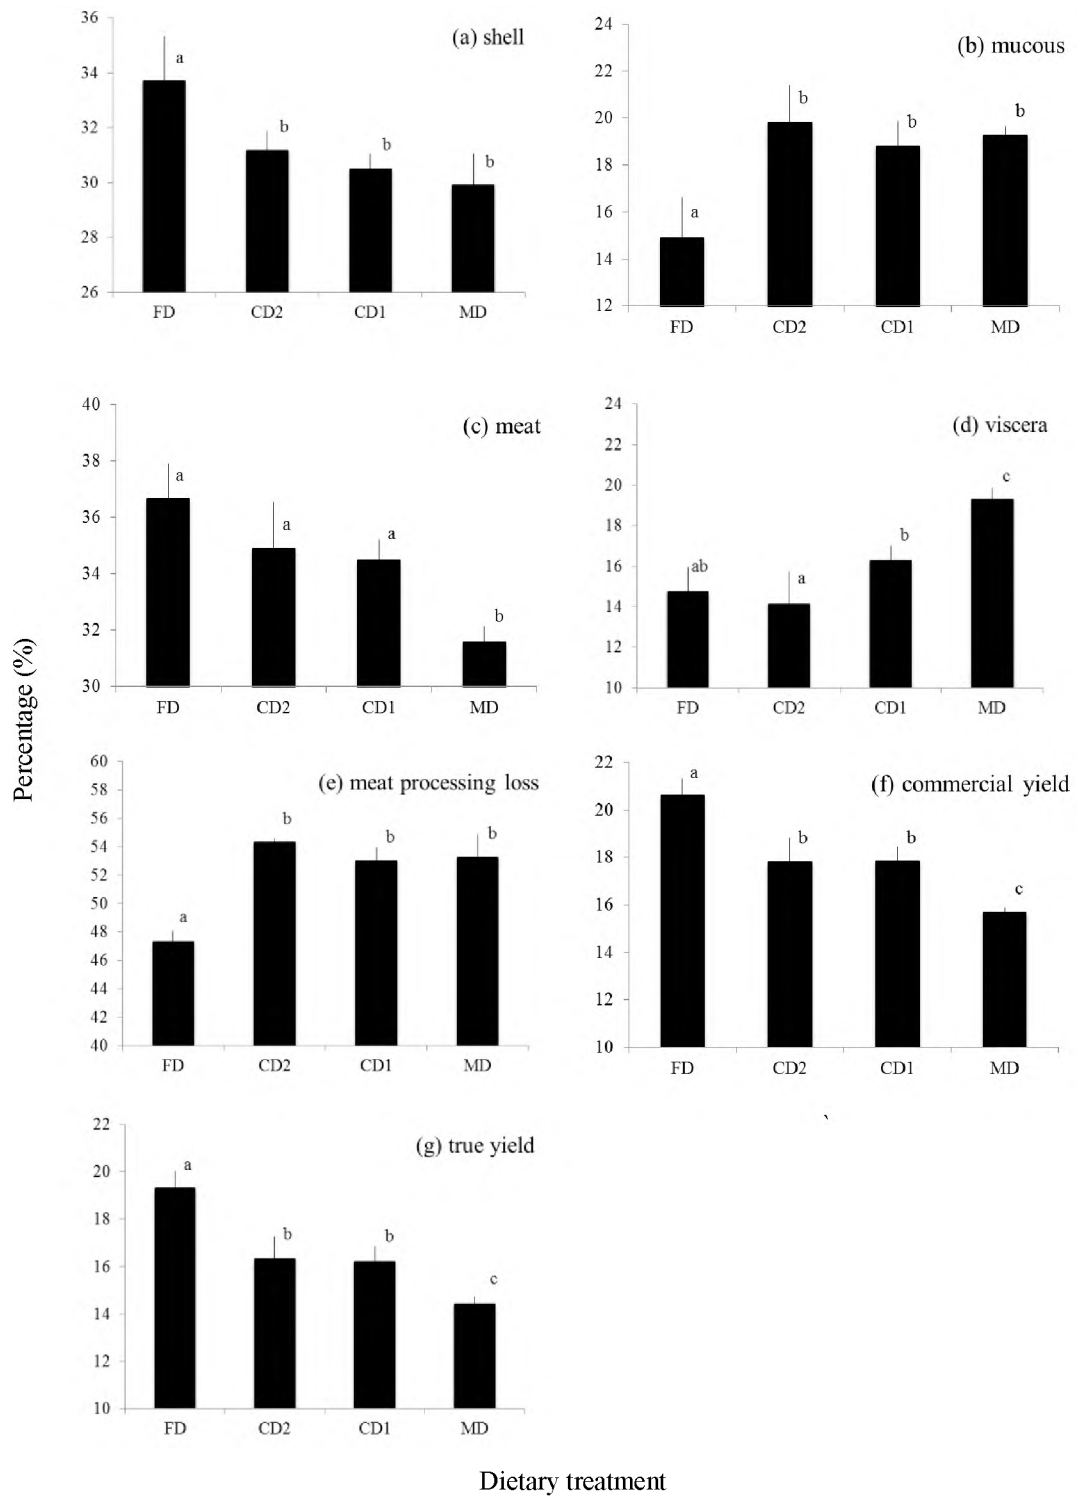 (a) shell
36
34
32
30
28
26
a
b
b
b
FD CD2 CD1 MD
(b) mucous
24
22
20
18
16
14
12
a
b
b
b
FD CD2 CD1 MD
(c) meat
40
38
36
34
32
30
a
a
a
b
FD CD2 CD1 MD
(d) viscera
24
22
20
18
16
14
12
10
ab
a
b
c
FD CD2 CD1 MD
Percentage (%)
(e) meat processing loss
60
58
56
54
52
50
48
46
44
42
40
a
b
b
b
FD CD2 CD1 MD
(f) commercial yield
22
20
18
16
14
12
10
a
b
b
c
FD CD2 CD1 MD
`
(g) true yield
22
20
18
16
14
12
10
a
b
b
c
FD CD2 CD1 MD
Dietary treatment